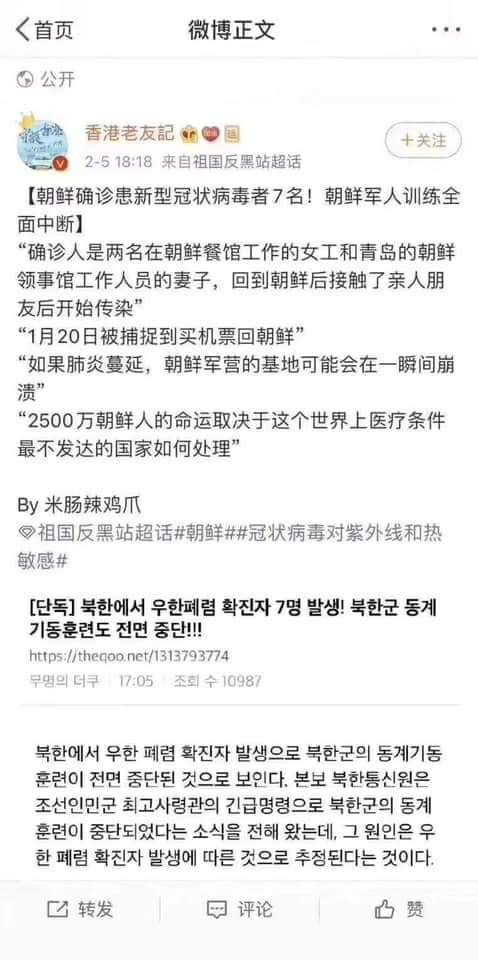 首页
微博正文
公开
香港老友記
+关注
2-5 18:18 来自祖国反黑站超话
【朝鲜确诊患新型冠状病毒者7名！朝鲜军人训练全
面中断】
“确诊人是两名在朝鲜餐馆工作的女工和青岛的朝鲜
领事馆工作人员的妻子，回到朝鲜后接触了亲人朋
友后开始传染”
“1月20日被捕捉到买机票回朝鲜”
“如果肺炎蔓延，朝鲜军营的基地可能会在一瞬间崩
溃”
“2500万朝鲜人的命运取决于这个世界上医疗条件
最不发达的国家如何处理”
By 米肠辣鸡爪
祖国反黑站超话#朝鲜##冠状病毒对紫外线和热
敏感#
[단독] 북한에서 우한폐렴 확진자 7명 발생! 북한군 동계
기동훈련도 전면 중단!!!
https://theqoo.net/1313793774
무명의 더쿠 17:05 조회 수 10987
북한에서 우한 폐렴 확진자 발생으로 북한군의 동계기동
훈련이 전면 중단된 것으로 보인다. 본보 북한통신원은
조선인민군 최고사령관의 긴급명령으로 북한군의 동계
훈련이 중단되었다는 소식을 전해 왔는데, 그 원인은 우
한 폐렴 확진자 발생에 따른 것으로 추정된다는 것이다.
转发
评论
赞